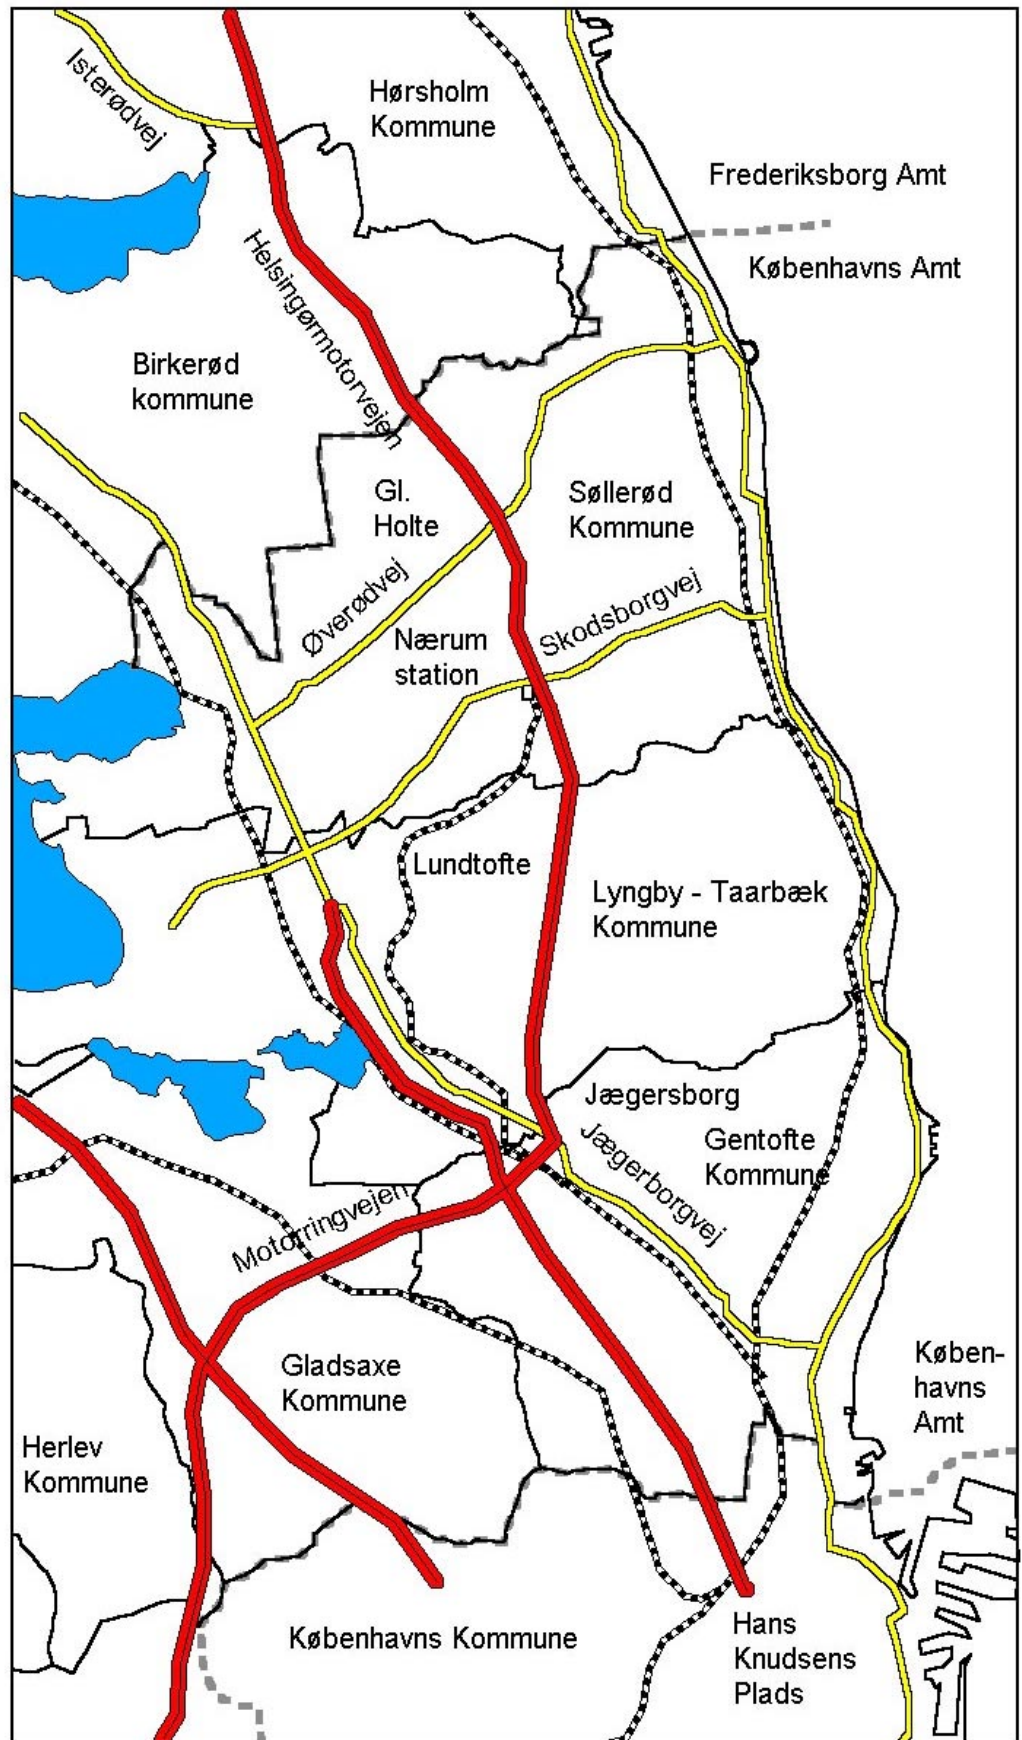 Isterødvej
Hørsholm
Kommune
Frederiksborg Amt
Københavns Amt
Helsingørmotorvejen
Birkerød
kommune
Gl.
Holte
Søllerød
Kommune
Øverødvej
Nærum
station
Skodsborgvej
Lundtofte
Lyngby - Taarbæk
Kommune
Jægersborg
Jægerborgvej
Gentofte
Kommune
Motorringvejen
Gladsaxe
Kommune
Køben-
havns
Amt
Herlev
Kommune
Københavns Kommune
Hans
Knudsens
Plads